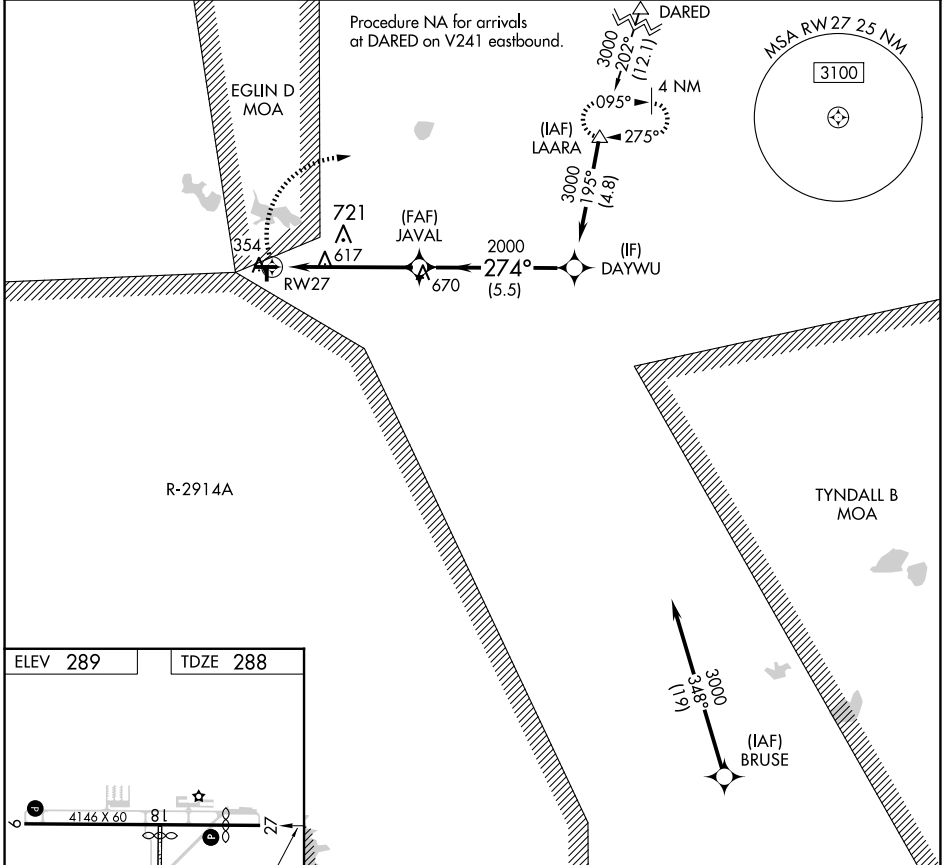 Procedure NA for arrivals
at DARED on V241 eastbound.
DARED
MSA RW27 25 NM
3100
3000
202°
(12.1)
4 NM
095°
275°
EGLIN D
MOA
(IAF)
LAARA
3000
195°
(4.8)
721
354
617
(FAF)
JAVAL
2000
274°
(5.5)
(IF)
DAYWU
RW27
670
R-2914A
TYNDALL B
MOA
3000
348°
(19)
(IAF)
BRUSE
ELEV 289
TDZE 288
P
9
4146 X 60
18
P
27